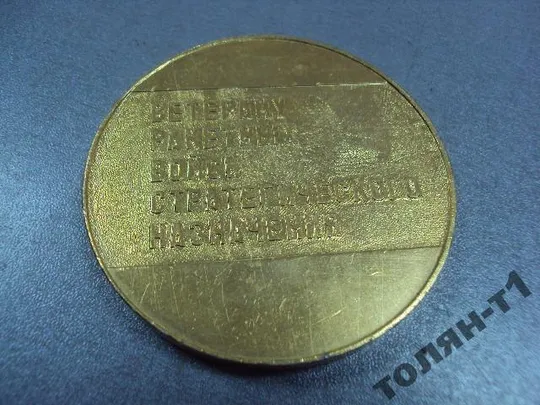 ВЕТЕРАНУ
РАКЕТНЫХ
ВОЙСК
СТРАТЕГИЧЕСКОГО
НАЗНАЧЕНИЯ
ТОЛЯН-Т1